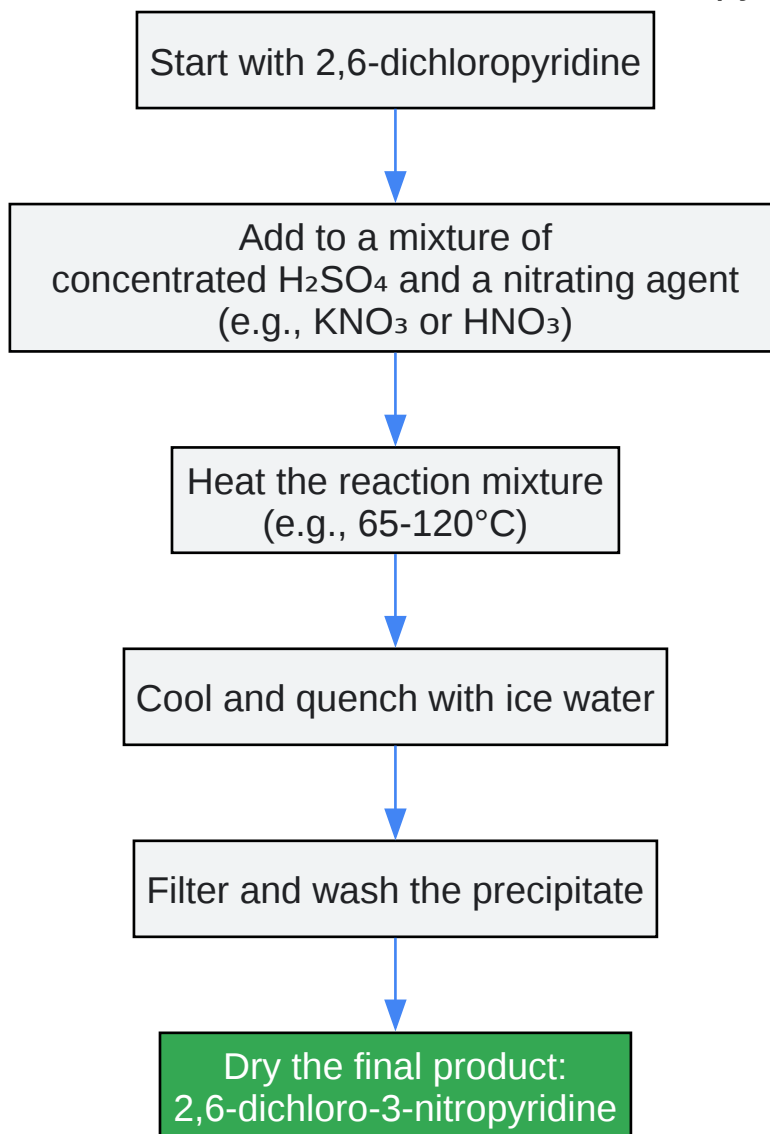 Start with 2,6-dichloropyridine
Add to a mixture of
concentrated H₂SO₄ and a nitrating agent
(e.g., KNO₃ or HNO₃)
Heat the reaction mixture
(e.g., 65-120°C)
Cool and quench with ice water
Filter and wash the precipitate
Dry the final product:
2,6-dichloro-3-nitropyridine